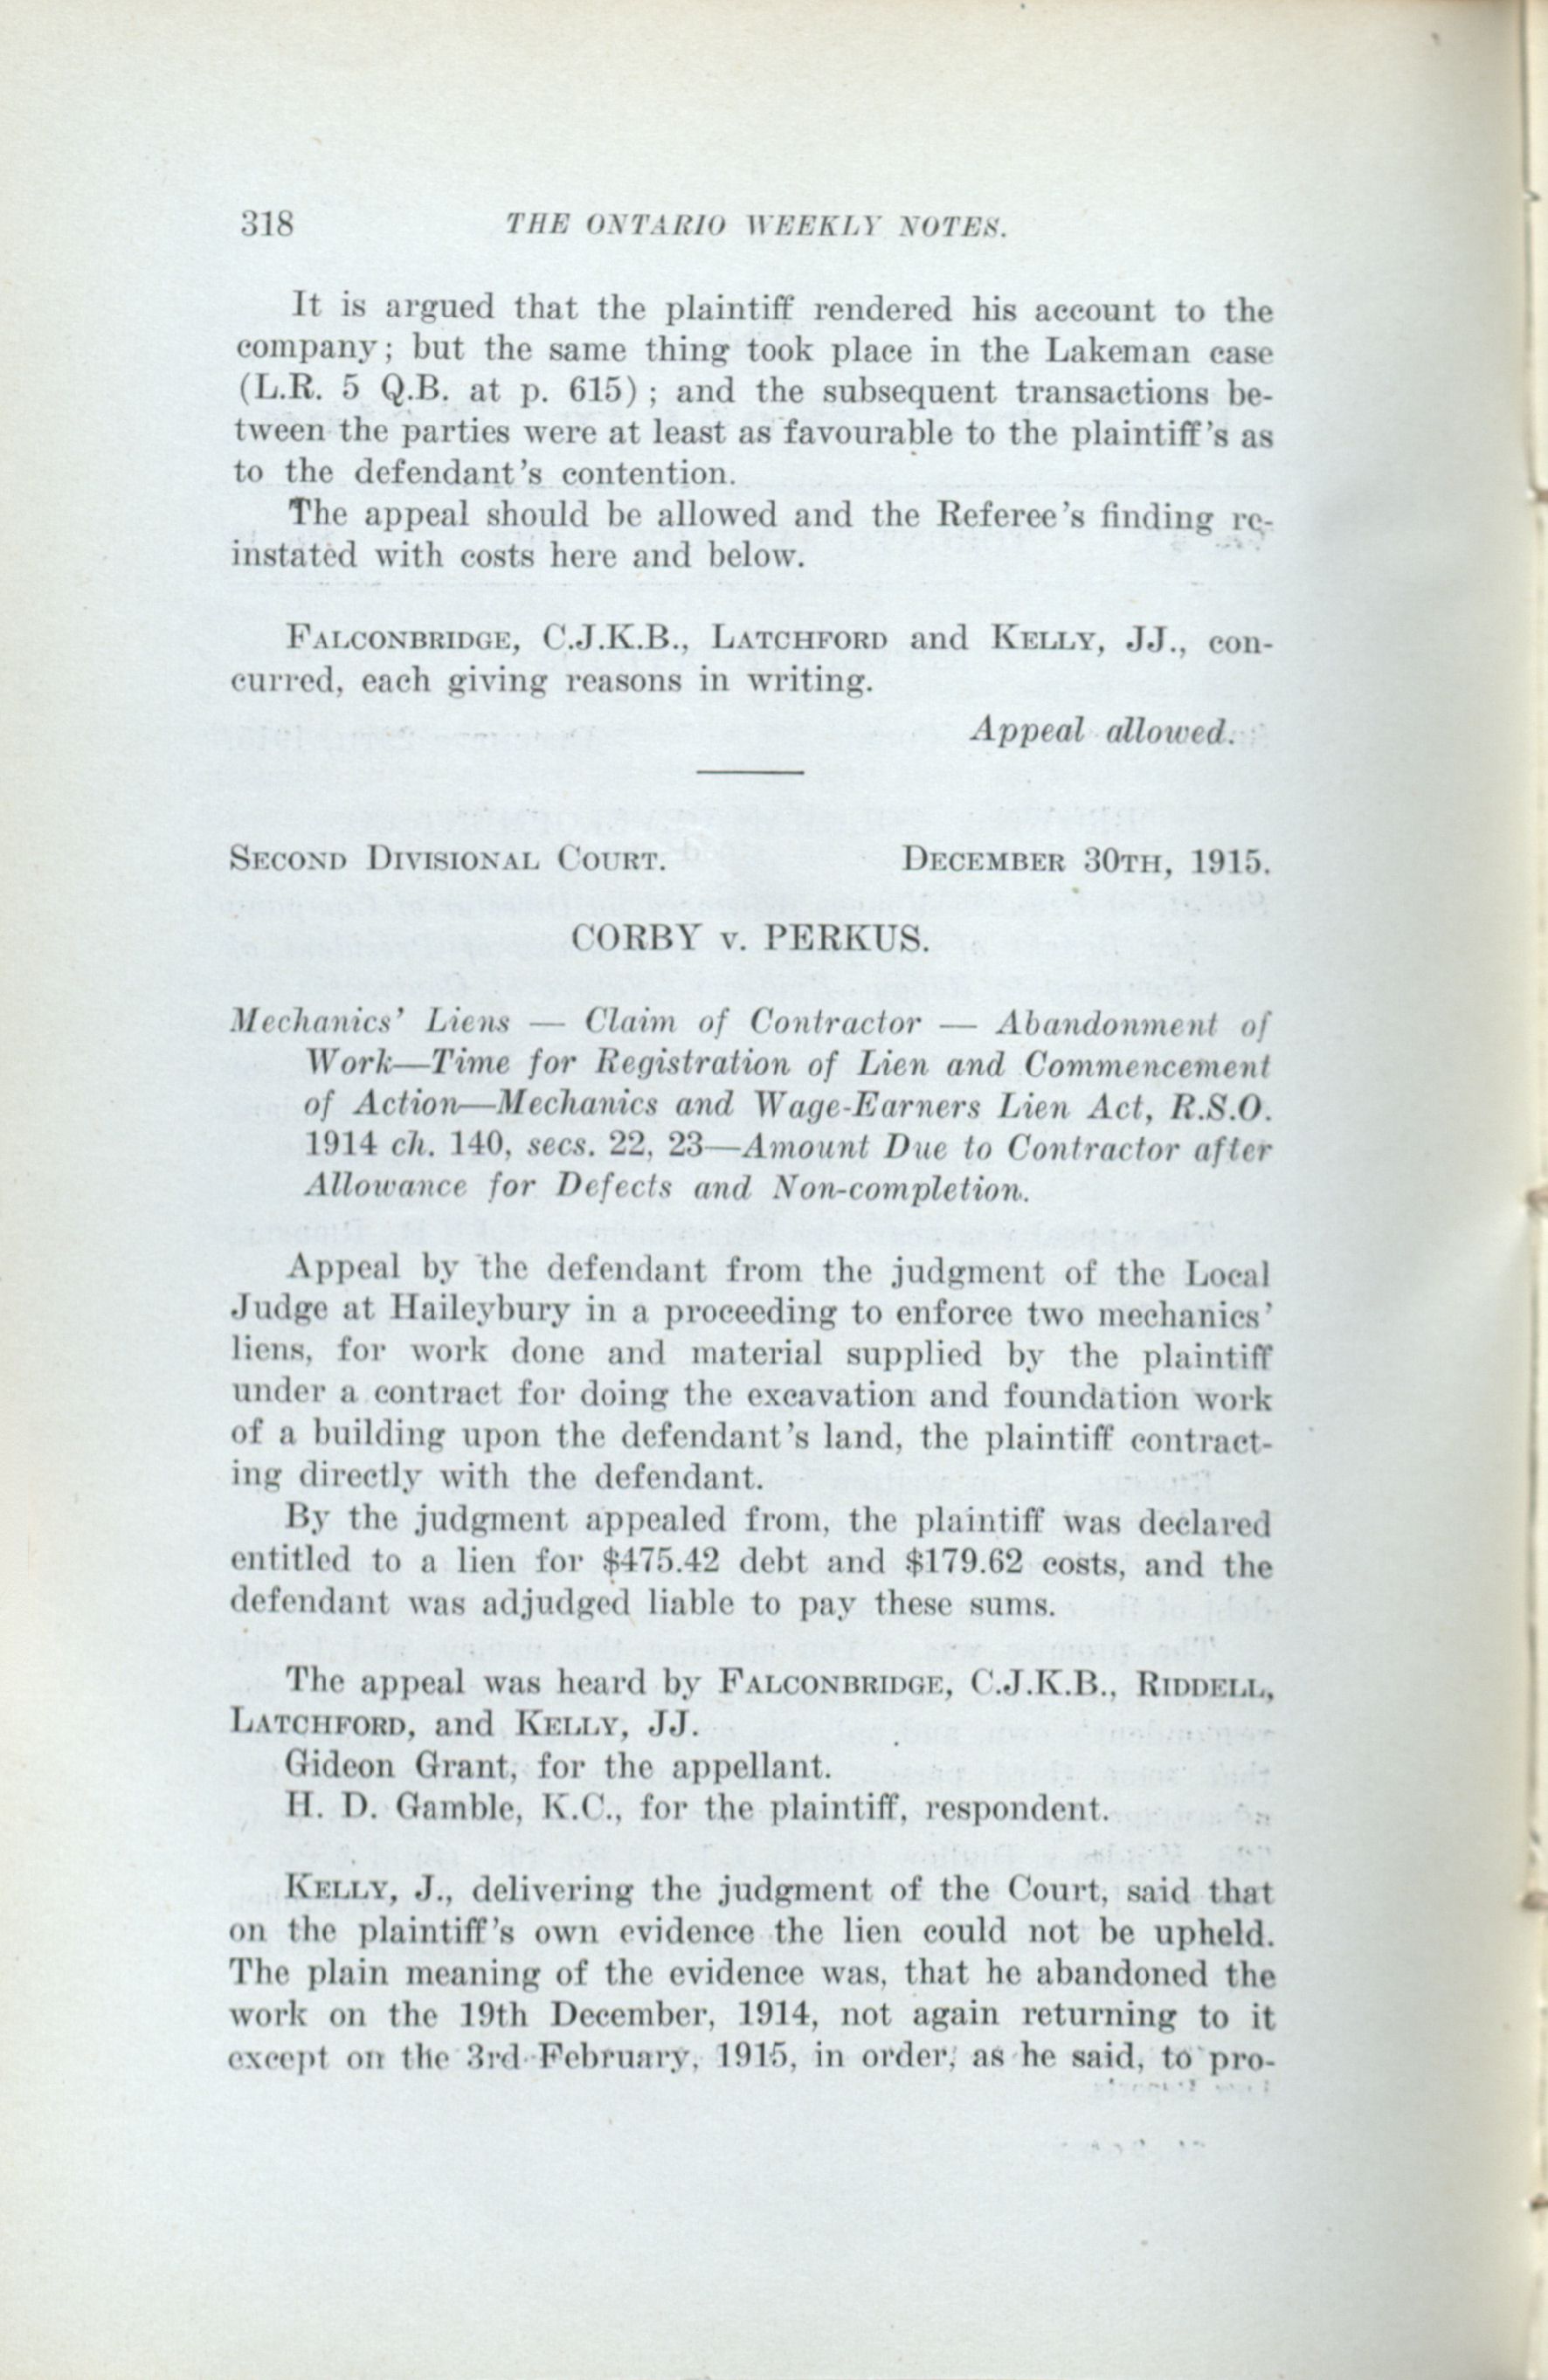 318 THE ONTARIO WEEKLY NOTES.
It is argued that the plaintiff rendered his account to the
company; but the same thing took place in the Lakeman case
(L.R. 5 Q.B. at p. 615); and the subsequent transactions be-
tween the parties were at least as favourable to the plaintiff's as
to the defendant's contention.
The appeal should be allowed and the Referee's finding re-
instated with costs here and below.
FALCONBRIDGE, C.J.K.B., LATCHFORD and KELLY, JJ., con-
curred, each giving reasons in writing.
Appeal allowed.
SECOND DIVISIONAL COURT. DECEMBER 30TH, 1915.
CORBY v. PERKUS.
Mechanics' Liens — Claim of Contractor — Abandonment of
Work—Time for Registration of Lien and Commencement
of Action—Mechanics and Wage-Earners Lien Act, R.S.O.
1914 ch. 140, secs. 22, 23—Amount Due to Contractor after
Allowance for Defects and Non-completion.
Appeal by the defendant from the judgment of the Local
Judge at Haileybury in a proceeding to enforce two mechanics'
liens, for work done and material supplied by the plaintiff
under a contract for doing the excavation and foundation work
of a building upon the defendant's land, the plaintiff contract-
ing directly with the defendant.
By the judgment appealed from, the plaintiff was declared
entitled to a lien for $475.42 debt and $179.62 costs, and the
defendant was adjudged liable to pay these sums.
The appeal was heard by FALCONBRIDGE, C.J.K.B., RIDDELL,
LATCHFORD, and KELLY, JJ.
Gideon Grant, for the appellant.
H. D. Gamble, K.C., for the plaintiff, respondent.
KELLY, J., delivering the judgment of the Court, said that
on the plaintiff's own evidence the lien could not be upheld.
The plain meaning of the evidence was, that he abandoned the
work on the 19th December, 1914, not again returning to it
except on the 3rd February, 1915, in order, as he said, to pro-